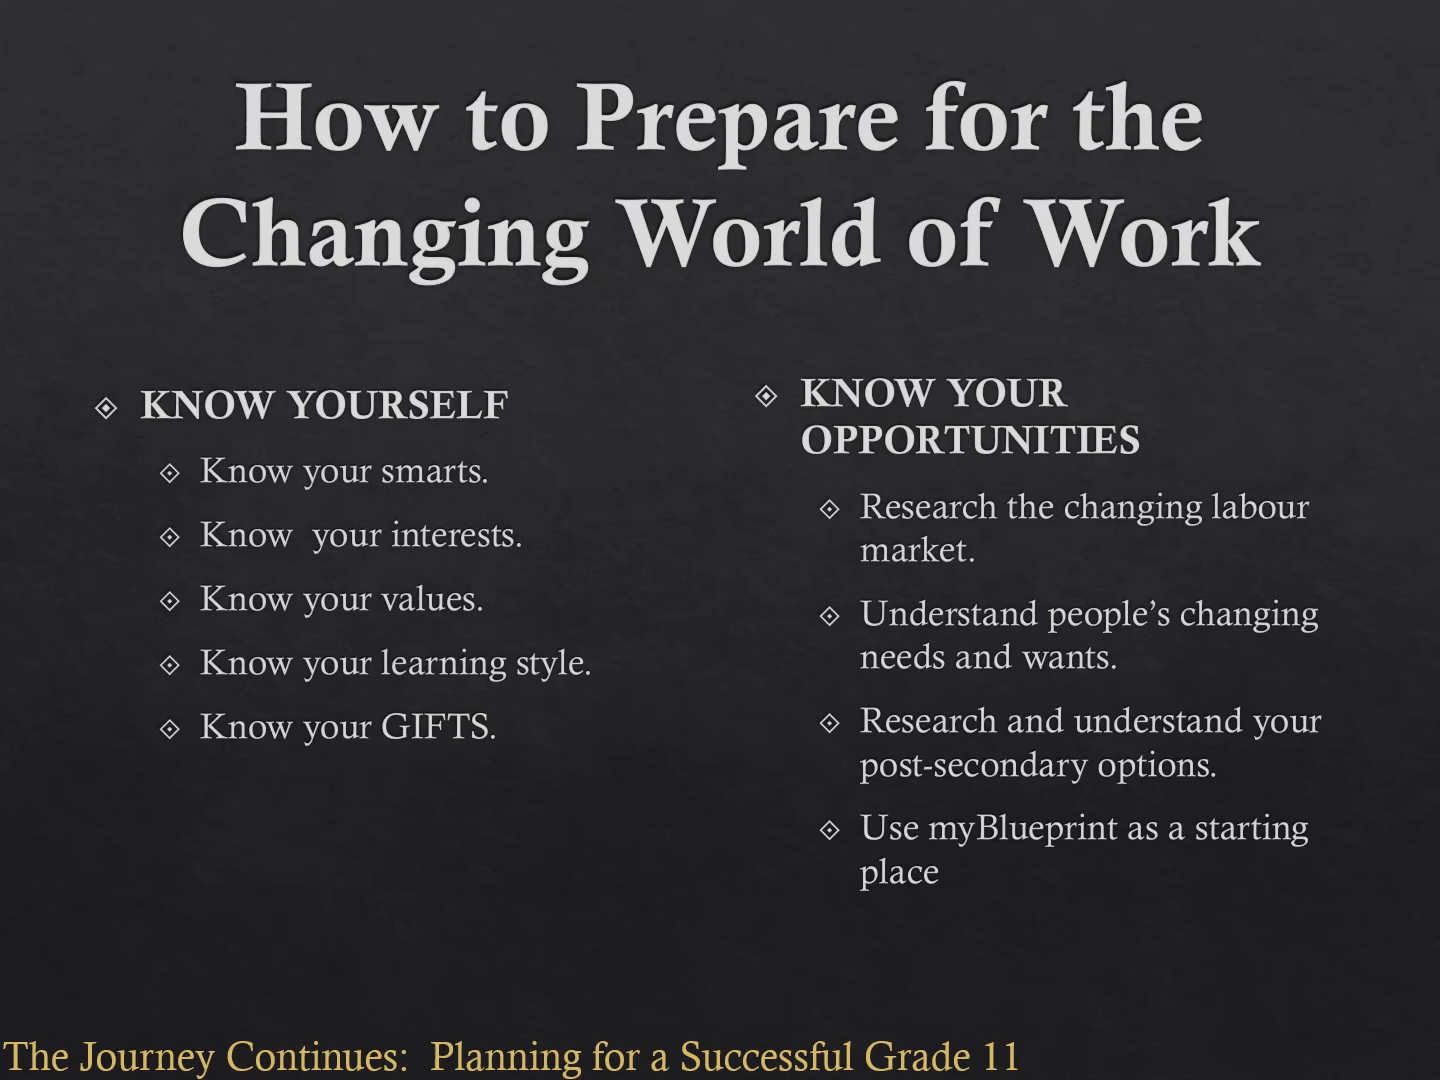 How to Prepare for the
Changing World of Work
KNOW YOURSELF
Know your smarts.
Know  your interests.
Know your values.
Know your learning style.
Know your GIFTS.
KNOW YOUR
OPPORTUNITIES
Research the changing labour
market.
Understand people’s changing
needs and wants.
Research and understand your
post-secondary options.
Use myBlueprint as a starting
place
The Journey Continues:  Planning for a Successful Grade 11